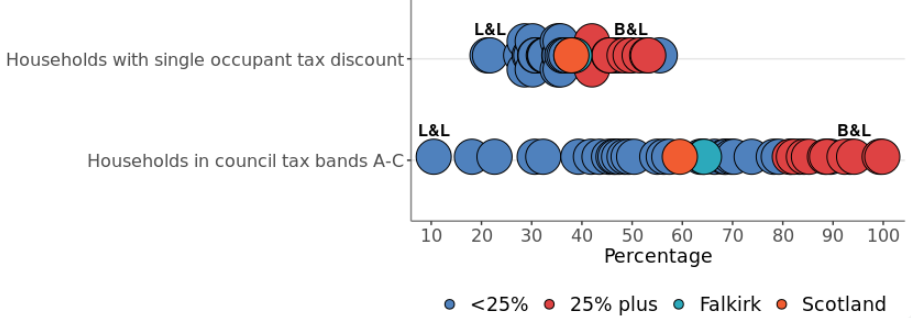 L&L
B&L
Households with single occupant tax discount
L&L
B&L
Households in council tax bands A-C
10 20 30 40 50 60 70 80 90 100
Percentage
<25% 25% plus Falkirk Scotland